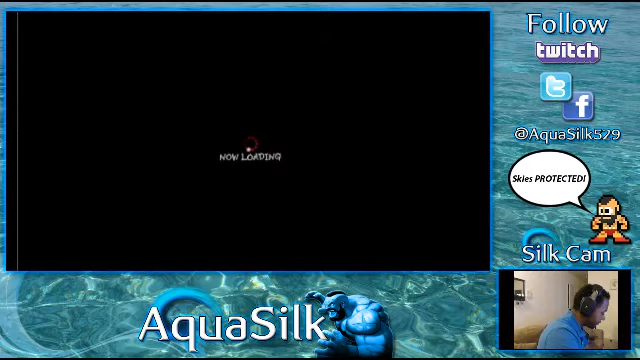 Follow
twitch
@AquaSilk529
Skies PROTECTED!
NOW LOADING
Silk Cam
AquaSilk